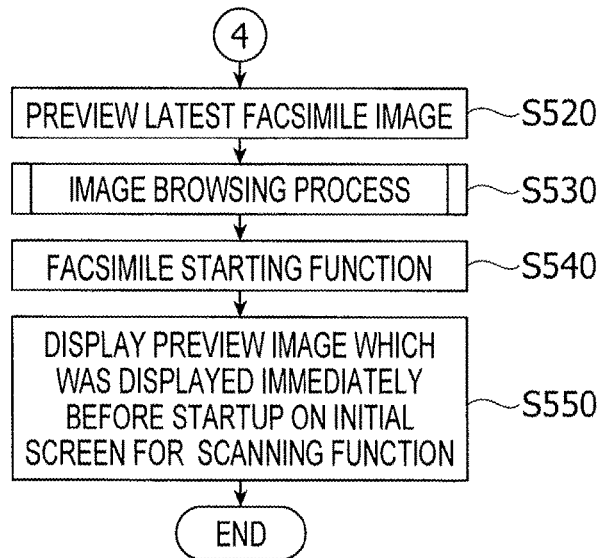 4
PREVIEW LATEST FACSIMILE IMAGE S520
IMAGE BROWSING PROCESS S530
FACSIMILE STARTING FUNCTION S540
DISPLAY PREVIEW IMAGE WHICH
WAS DISPLAYED IMMEDIATELY
BEFORE STARTUP ON INITIAL
SCREEN FOR SCANNING FUNCTION
S550
END